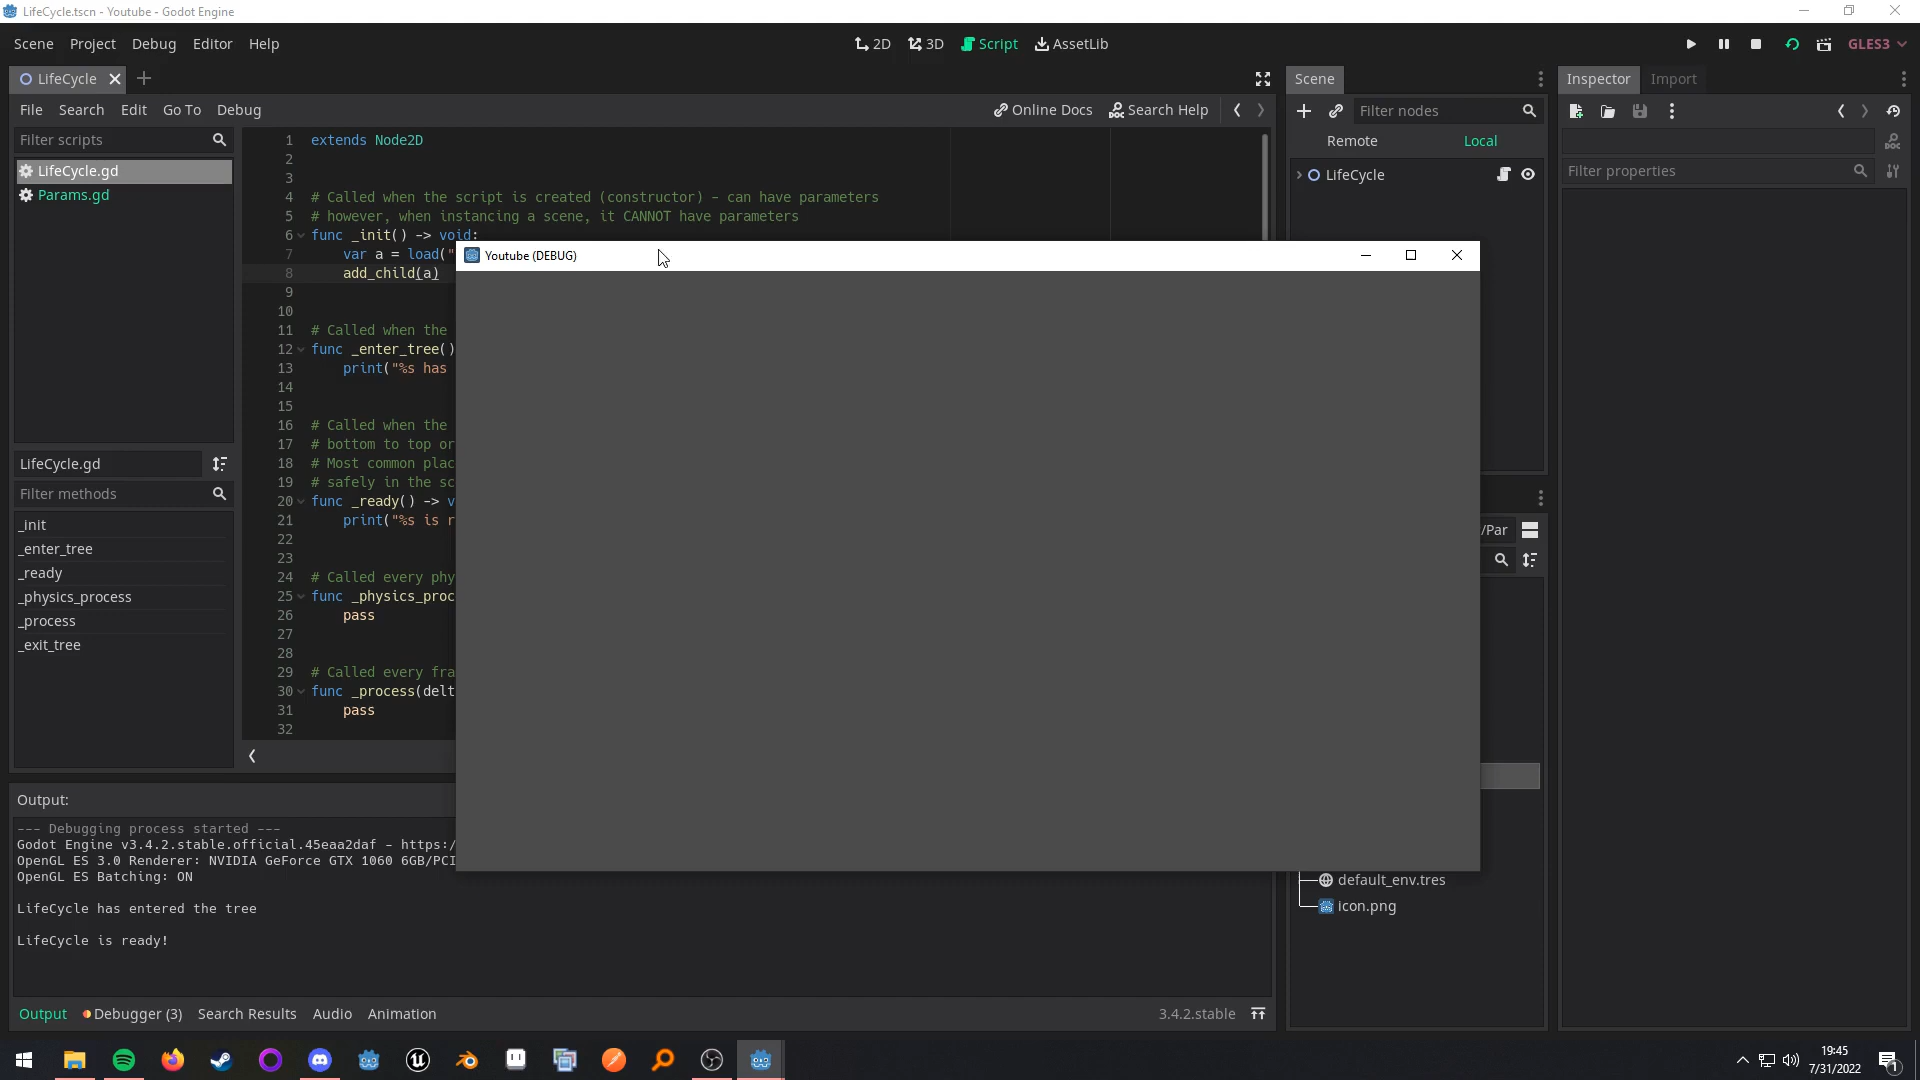 LifeCycle.tscn - Youtube - Godot Engine
Scene Project Debug Editor Help
2D 3D Script AssetLib
GLES3
LifeCycle
Scene
Inspector Import
File Search Edit Go To Debug
Online Docs Search Help
Filter nodes
Filter scripts
Remote Local
LifeCycle.gd
Params.gd
LifeCycle
Filter properties
1 extends Node2D
2
3
4 # Called when the script is created (constructor) - can have parameters
5 # however, when instancing a scene, it CANNOT have parameters
6 func _init() -> void:
7 var a = load("
8 add_child(a)
9
10
11 # Called when the
12 func _enter_tree()
13 print("%s has
14
15
16 # Called when the
17 # bottom to top or
18 # Most common plac
19 # safely in the sc
20 func _ready() -> v
21 print("%s is r
22
23
24 # Called every phy
25 func _physics_proc
26 pass
27
28
29 # Called every fra
30 func _process(delt
31 pass
32
Youtube (DEBUG)
LifeCycle.gd
Filter methods
_init
_enter_tree
_ready
_physics_process
_process
_exit_tree
/Par
default_env.tres
icon.png
Output:
--- Debugging process started ---
Godot Engine v3.4.2.stable.official.45eaa2daf - https:/
OpenGL ES 3.0 Renderer: NVIDIA GeForce GTX 1060 6GB/PCI
OpenGL ES Batching: ON
LifeCycle has entered the tree
LifeCycle is ready!
Output Debugger (3) Search Results Audio Animation
3.4.2.stable
19:45
7/31/2022
1